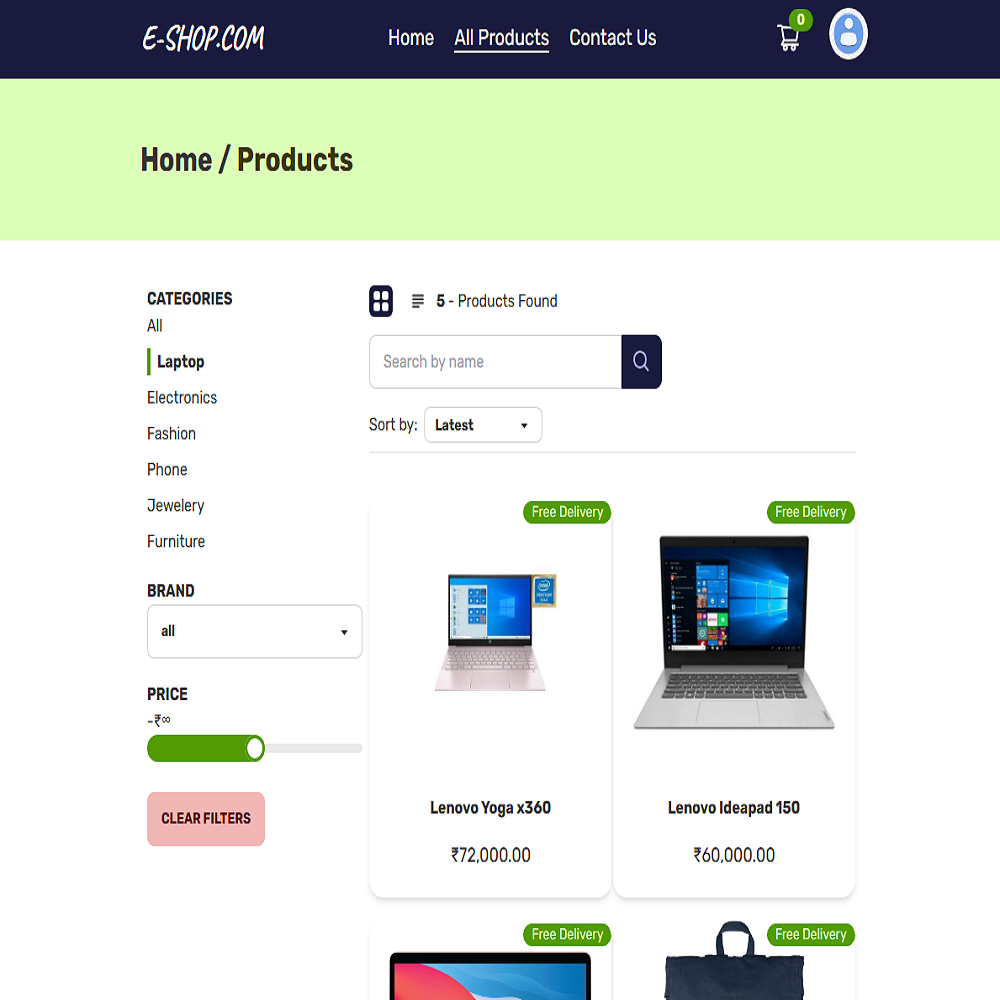 E-SHOP.COM
Home
All Products
Contact Us
0
Home / Products
CATEGORIES
All
Laptop
Electronics
Fashion
Phone
Jewelery
Furniture
BRAND
all
PRICE
-₹∞
CLEAR FILTERS
5 - Products Found
Search by name
Sort by:
Latest
Free Delivery
Lenovo Yoga x360
₹72,000.00
Free Delivery
Lenovo Ideapad 150
₹60,000.00
Free Delivery
Free Delivery